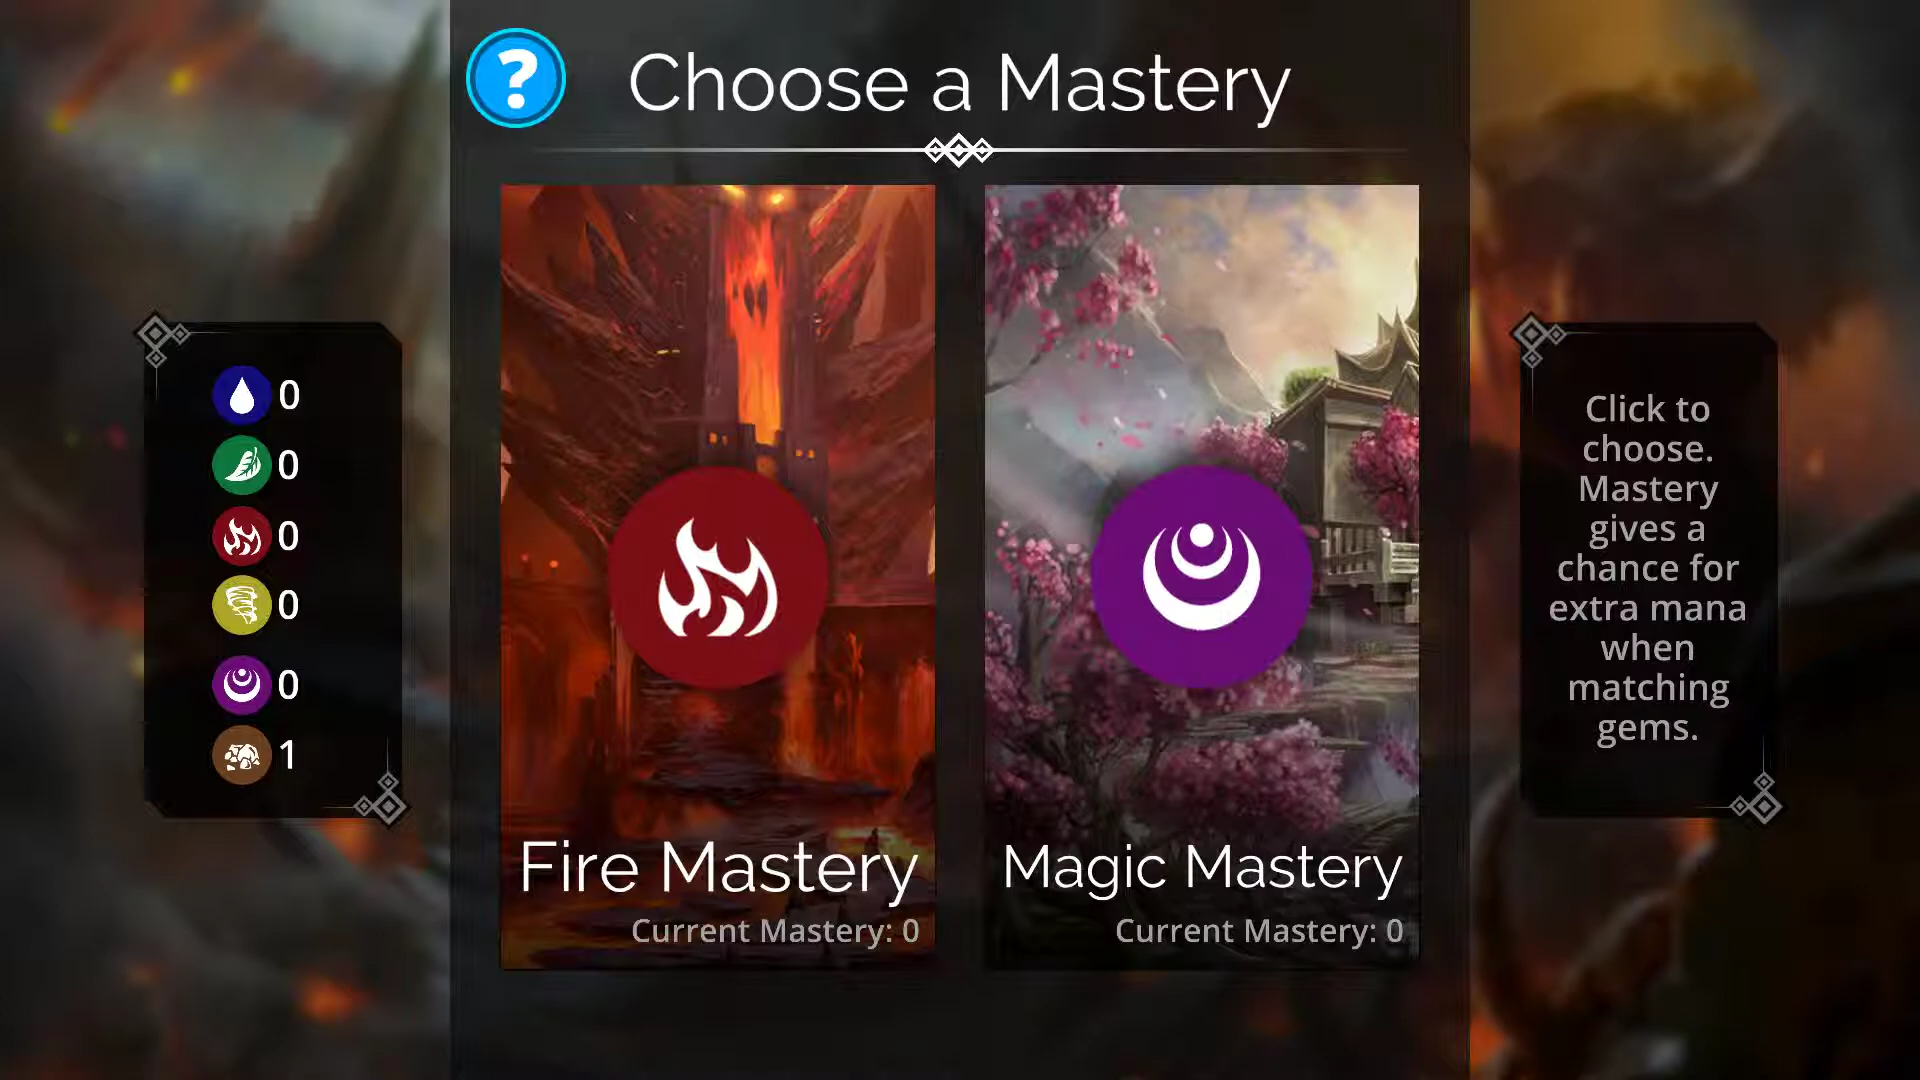 ?
Choose a Mastery
0
0
0
0
0
1
Fire Mastery
Current Mastery: 0
Magic Mastery
Current Mastery: 0
Click to
choose.
Mastery
gives a
chance for
extra mana
when
matching
gems.